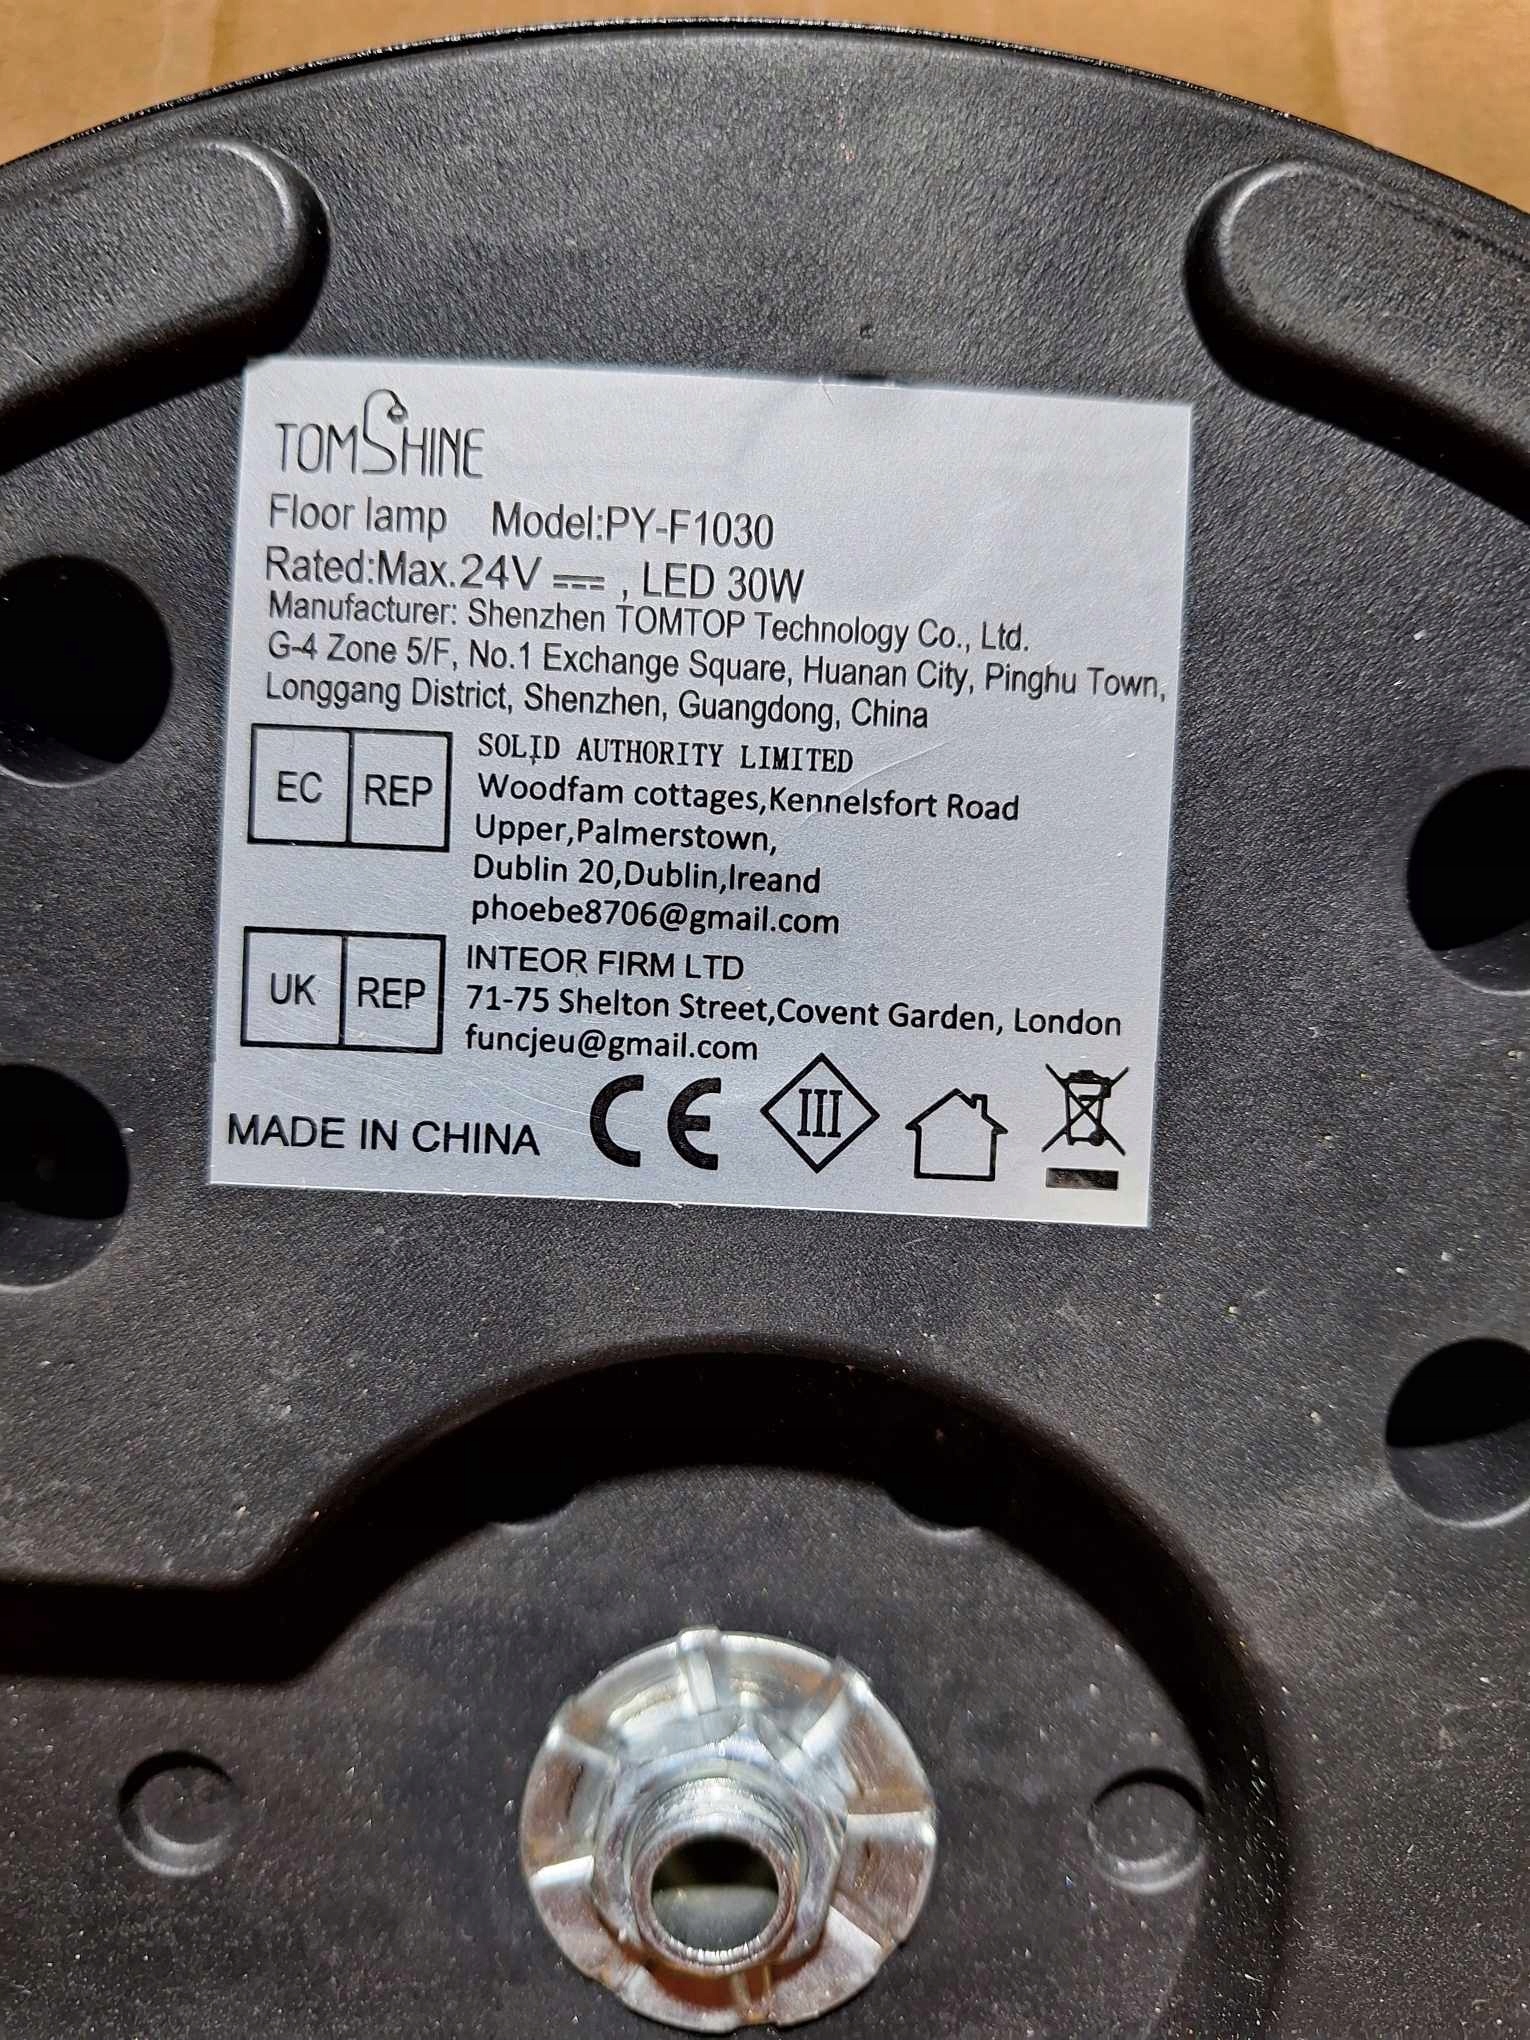 TOMSHINE
Floor lamp Model:PY-F1030
Rated:Max.24V ⎓ , LED 30W
Manufacturer: Shenzhen TOMTOP Technology Co., Ltd.
G-4 Zone 5/F, No.1 Exchange Square, Huanan City, Pinghu Town,
Longgang District, Shenzhen, Guangdong, China
EC REP
SOLID AUTHORITY LIMITED
Woodfam cottages,Kennelsfort Road
Upper,Palmerstown,
Dublin 20,Dublin,Ireand
phoebe8706@gmail.com
UK REP
INTEOR FIRM LTD
71-75 Shelton Street,Covent Garden, London
funcjeu@gmail.com
MADE IN CHINA CE III